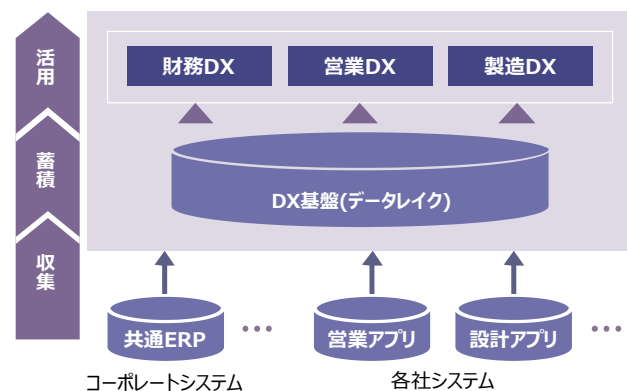 活用
蓄積
収集
財務DX
営業DX
製造DX
DX基盤(データレイク)
共通ERP
•••
営業アプリ
設計アプリ
•••
コーポレートシステム
各社システム